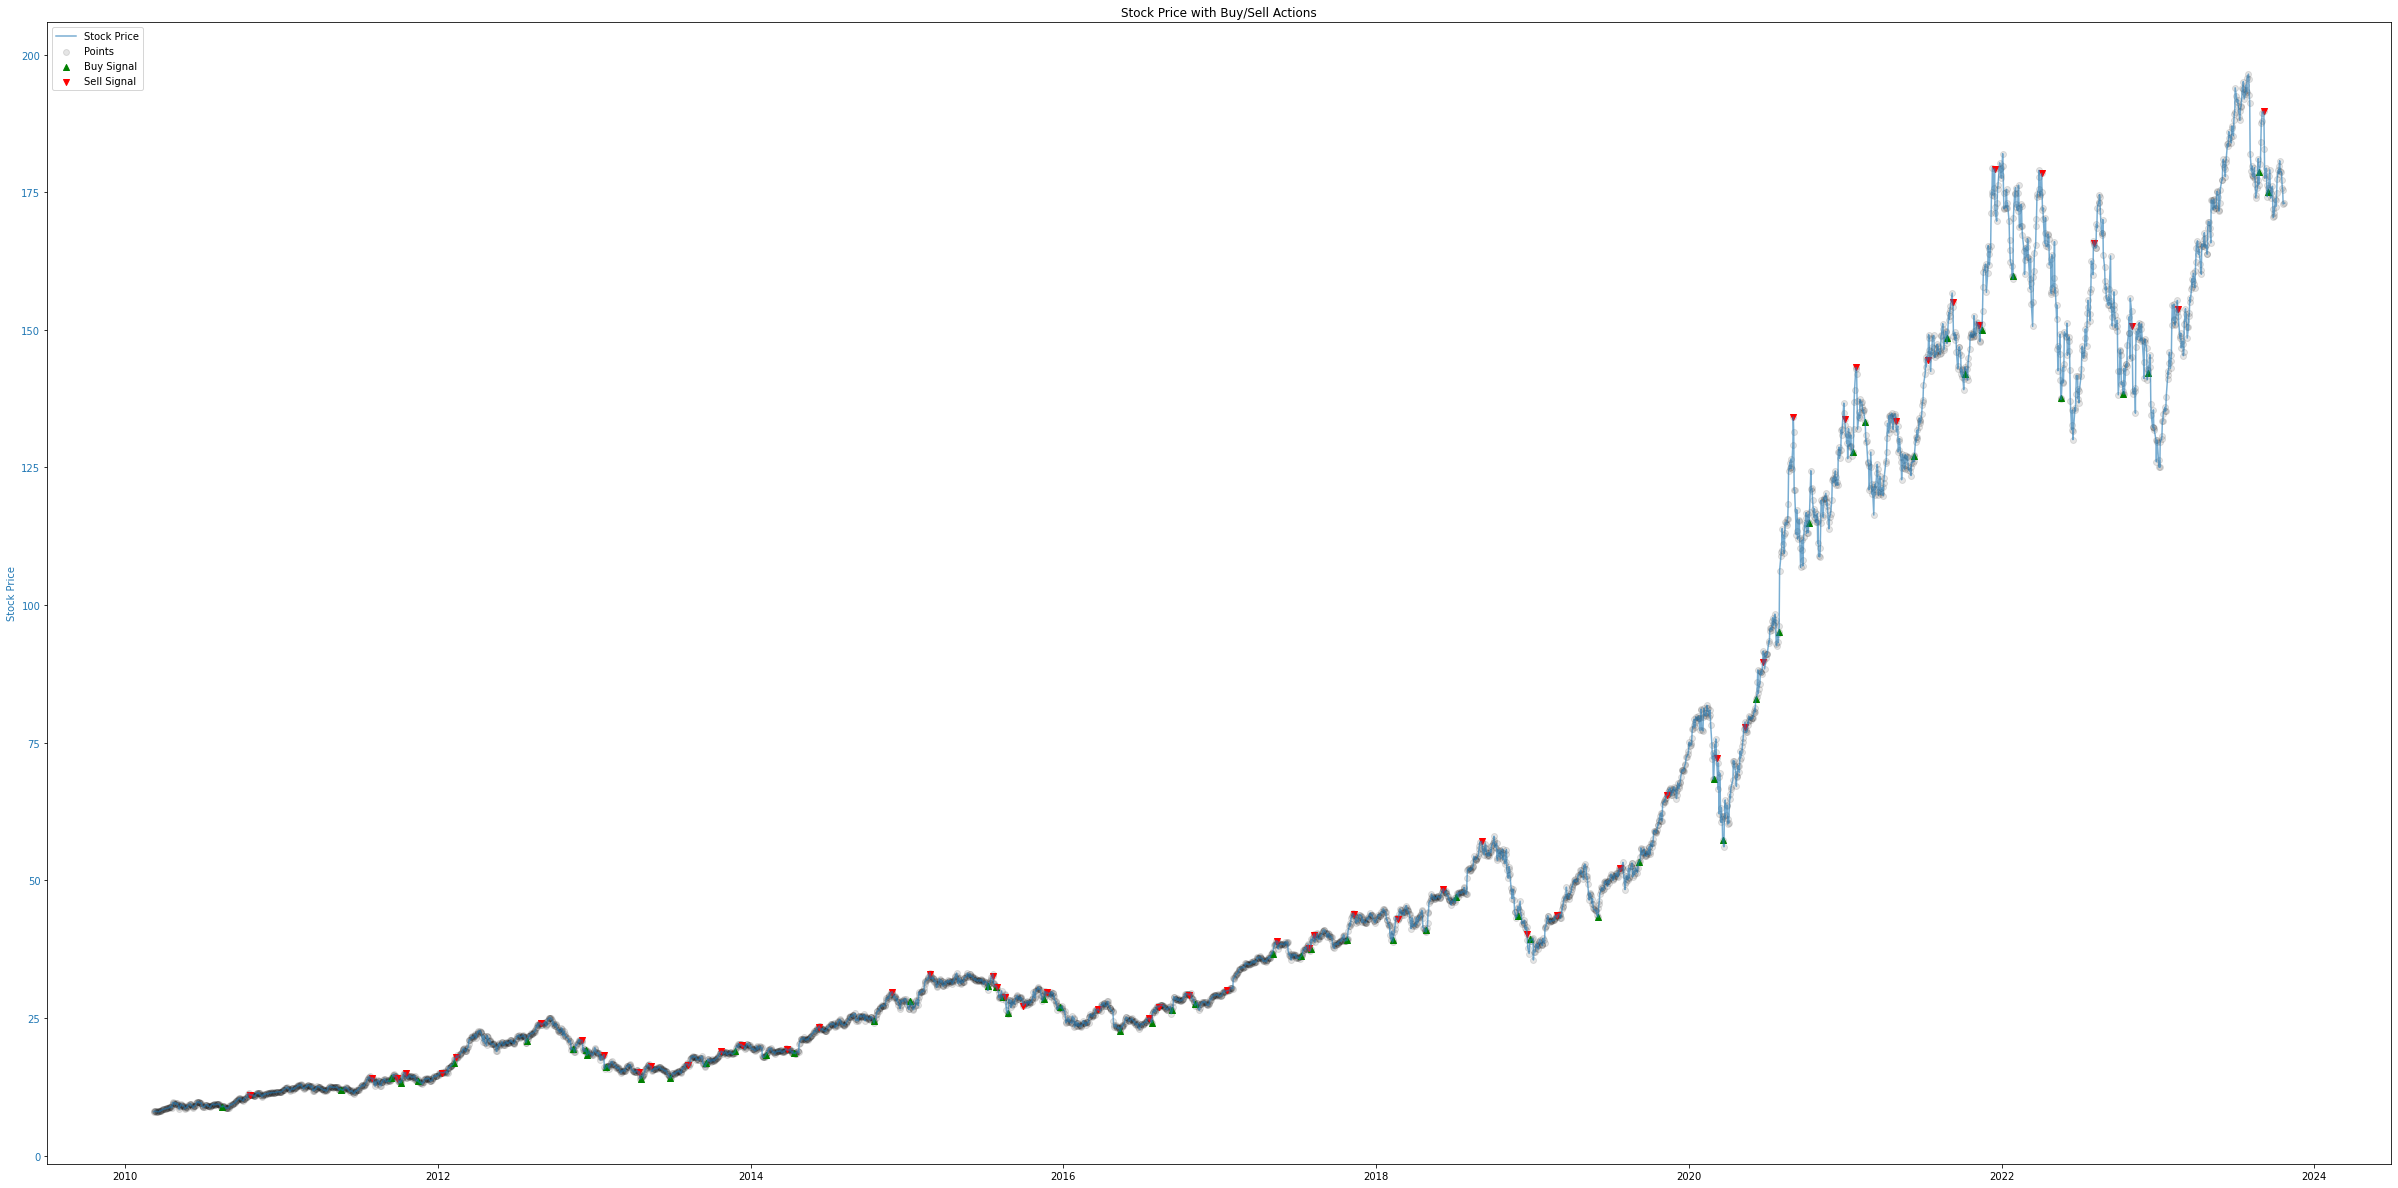 Stock Price with Buy/Sell Actions
Stock Price
Points
Buy Signal
Sell Signal
200
175
150
125
100
75
50
25
0
Stock Price
2010 2012 2014 2016 2018 2020 2022 2024